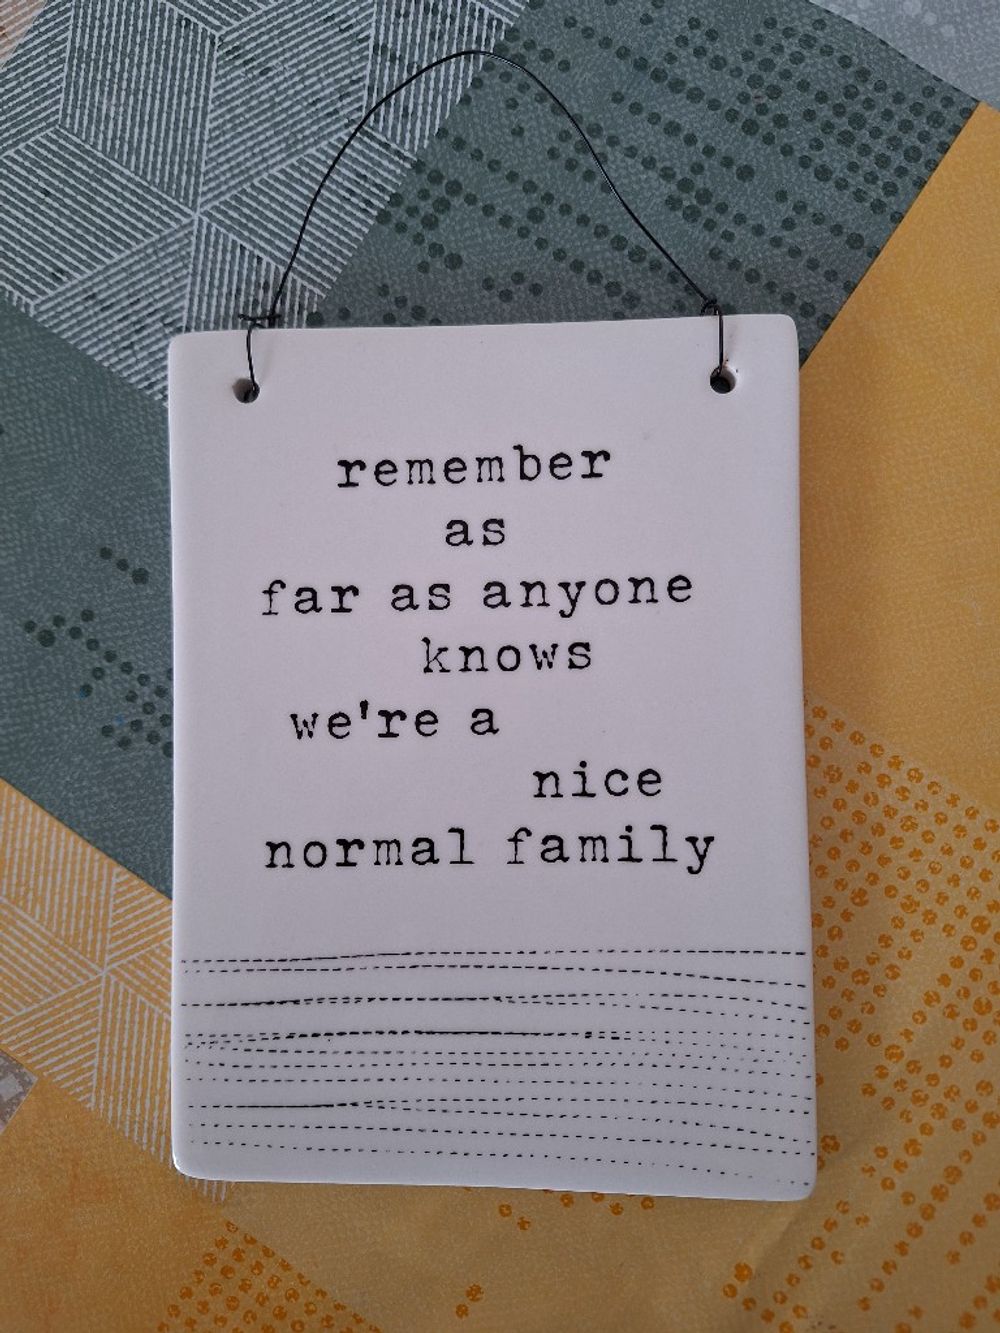 remember
as
far as anyone
knows
we're a
nice
normal family